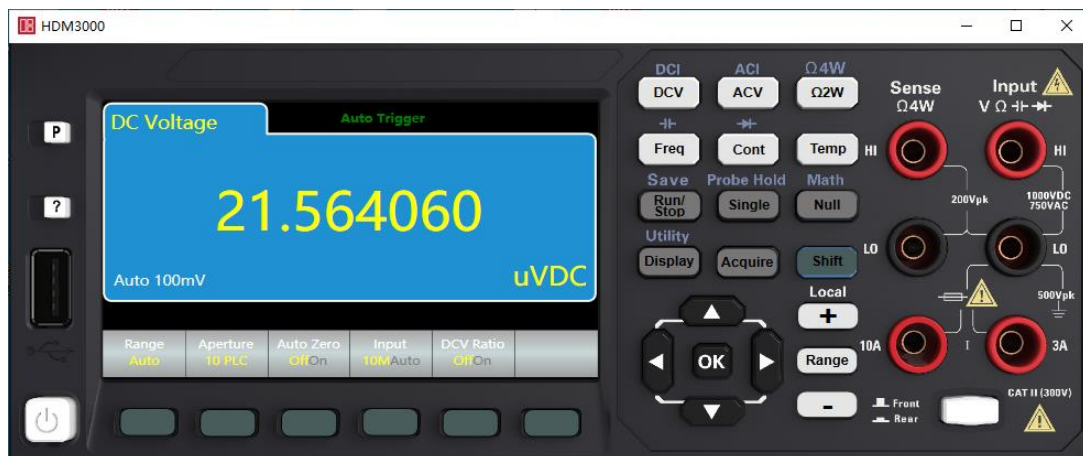 HDM3000
P
?
DC Voltage
Auto Trigger
21.564060
Auto 100mV
uVDC
Range
Auto
Aperture
10 PLC
Auto Zero
OffOn
Input
10MAuto
DCV Ratio
OffOn
DCI
ACI
Ω4W
DCV
ACV
Ω2W
Freq
Cont
Temp
Save
Probe Hold
Math
Run/
Stop
Single
Null
Utility
Display
Acquire
Shift
Local
+
OK
Range
-
Front
Rear
Sense
Ω4W
Input
V Ω
HI
HI
200Vpk
1000VDC
750VAC
LO
LO
500Vpk
10A
I
3A
CAT II (300V)